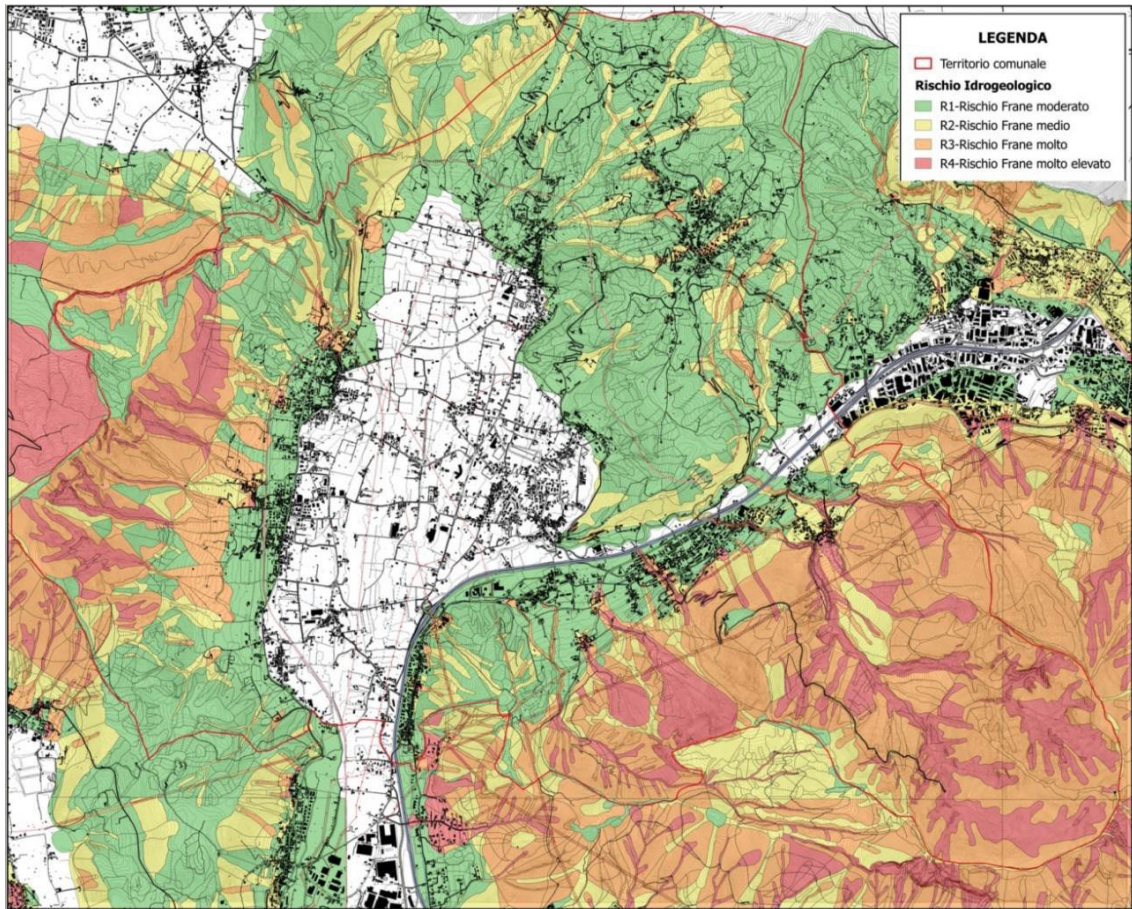 LEGENDA
Territorio comunale
Rischio Idrogeologico
R1-Rischio Frane moderato
R2-Rischio Frane medio
R3-Rischio Frane molto
R4-Rischio Frane molto elevato